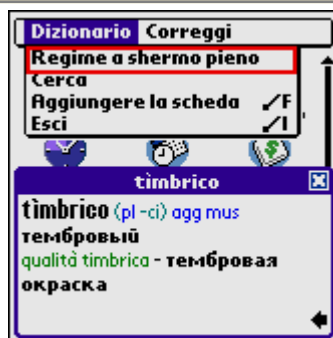 Dizionario Correggi
Regime a shermo pieno
Cerca
Aggiungere la scheda ✓F
Esci ✓I
tìmbrico
tìmbrico (pl -ci) agg mus
тембровый
qualità timbrica - тембровая
окраска